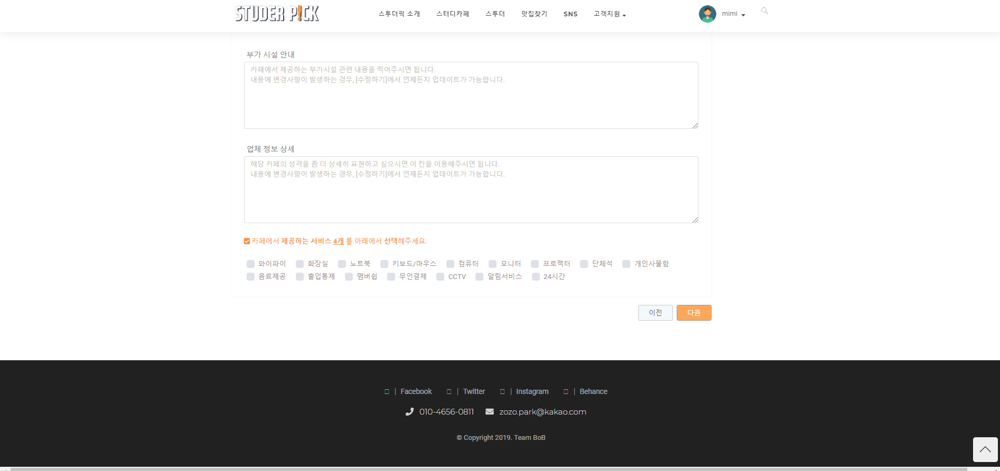 STUDER P!CK
스투더픽 소개 스터디카페 스투더 맛집찾기 SNS 고객지원
mimi
부가 시설 안내
카페에서 제공하는 부가시설 관련 내용을 적어주시면 됩니다.
내용에 변경사항이 발생하는 경우, [수정하기]에서 언제든지 업데이트가 가능합니다.
업체 정보 상세
해당 카페의 성격을 좀 더 상세히 표현하고 싶으시면 이 칸을 이용해주시면 됩니다.
내용에 변경사항이 발생하는 경우, [수정하기]에서 언제든지 업데이트가 가능합니다.
카페에서 제공하는 서비스 4개 를 아래에서 선택해주세요.
와이파이 화장실 노트북 키보드/마우스 컴퓨터 모니터 프로젝터 단체석 개인사물함
음료제공 출입통제 맴버쉽 무인결제 CCTV 알림서비스 24시간
이전 다음
| Facebook | Twitter | Instagram | Behance
010-4656-0811 zozo.park@kakao.com
© Copyright 2019. Team BoB